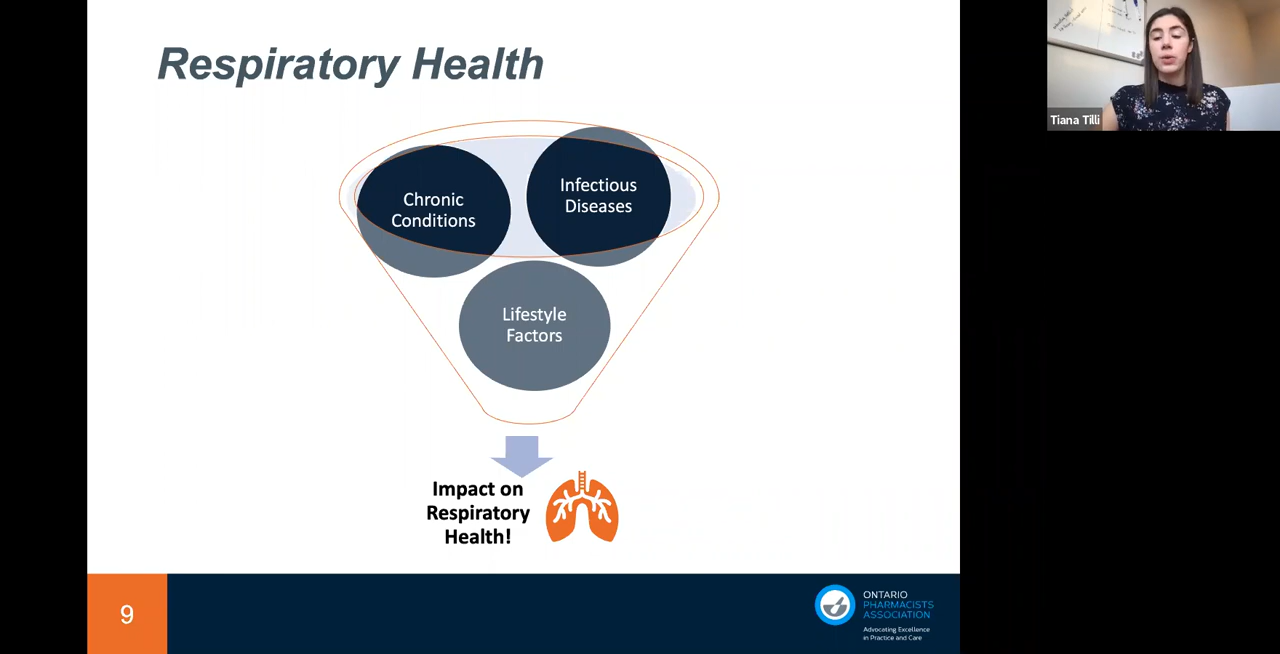 Respiratory Health
Chronic
Conditions
Infectious
Diseases
Lifestyle
Factors
Impact on
Respiratory
Health!
9
ONTARIO
PHARMACISTS
ASSOCIATION
Advocating Excellence
in Practice and Care
Tiana Tilli